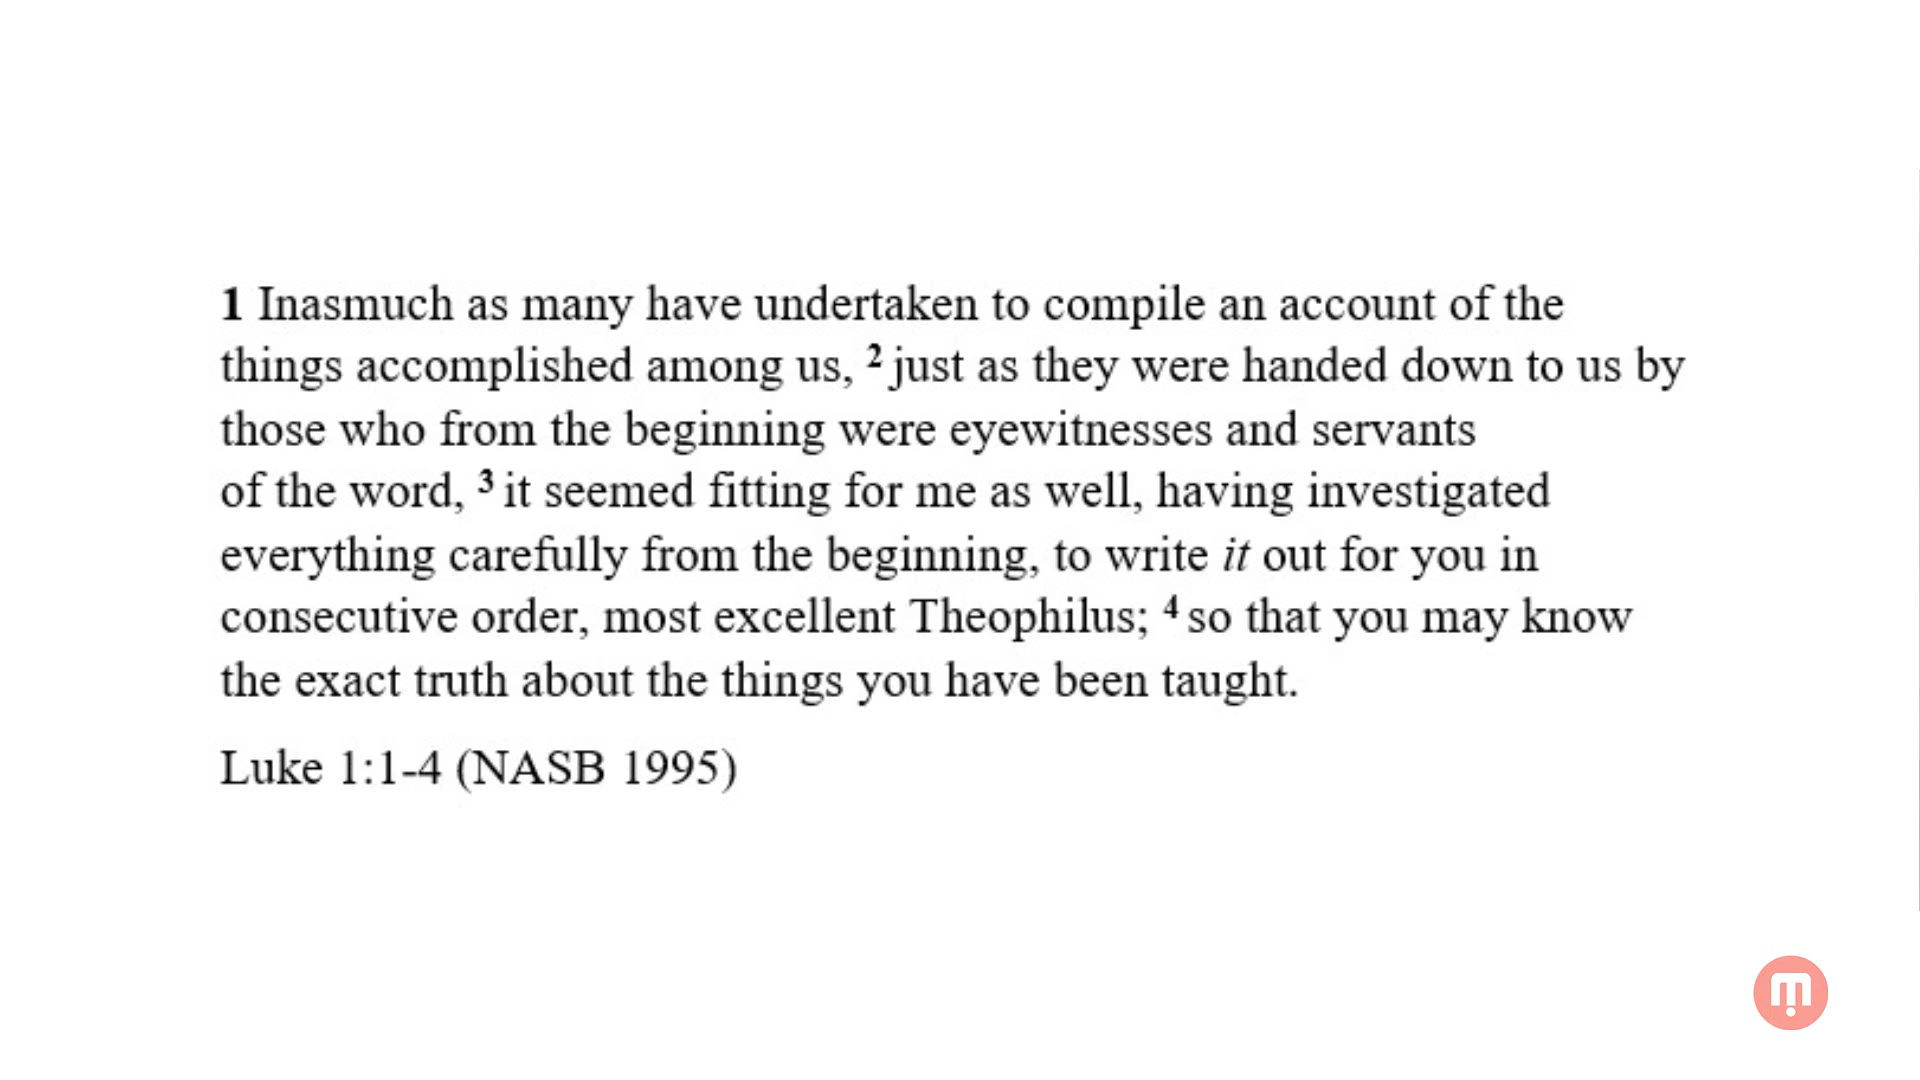 1 Inasmuch as many have undertaken to compile an account of the
things accomplished among us, 2 just as they were handed down to us by
those who from the beginning were eyewitnesses and servants
of the word, 3 it seemed fitting for me as well, having investigated
everything carefully from the beginning, to write it out for you in
consecutive order, most excellent Theophilus; 4 so that you may know
the exact truth about the things you have been taught.
Luke 1:1-4 (NASB 1995)